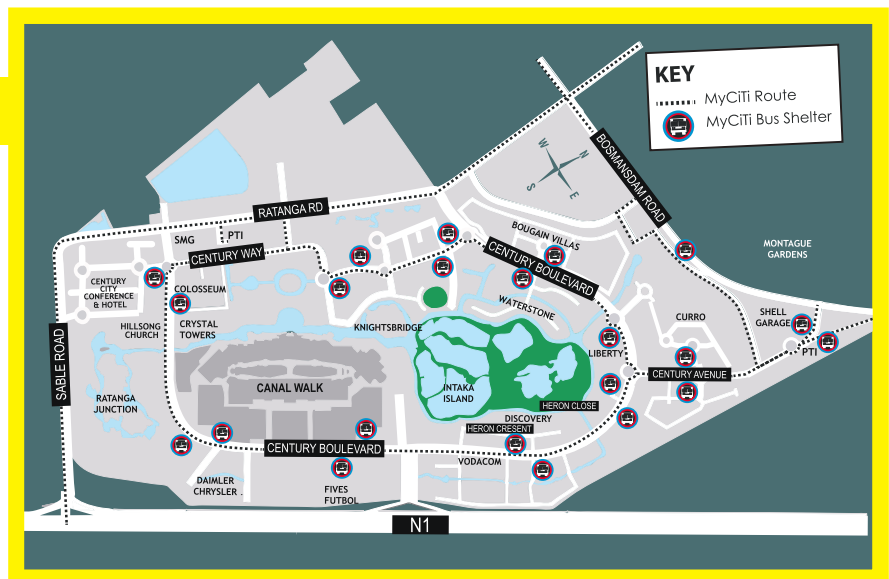 KEY
MyCiTi Route
MyCiTi Bus Shelter
W
N
S
E
BOSMANSDAM ROAD
RATANGA RD
SMG
PTI
CENTURY WAY
BOUGAIN VILLAS
CENTURY BOULEVARD
MONTAGUE
GARDENS
CENTURY
CITY
CONFERENCE
& HOTEL
COLOSSEUM
WATERSTONE
CURRO
SHELL
GARAGE
PTI
HILLSONG
CHURCH
CRYSTAL
TOWERS
KNIGHTSBRIDGE
LIBERTY
SABLE ROAD
CENTURY AVENUE
CANAL WALK
INTAKA
ISLAND
RATANGA
JUNCTION
HERON CLOSE
DISCOVERY
HERON CRESENT
CENTURY BOULEVARD
VODACOM
DAIMLER
CHRYSLER .
FIVES
FUTBOL
N1